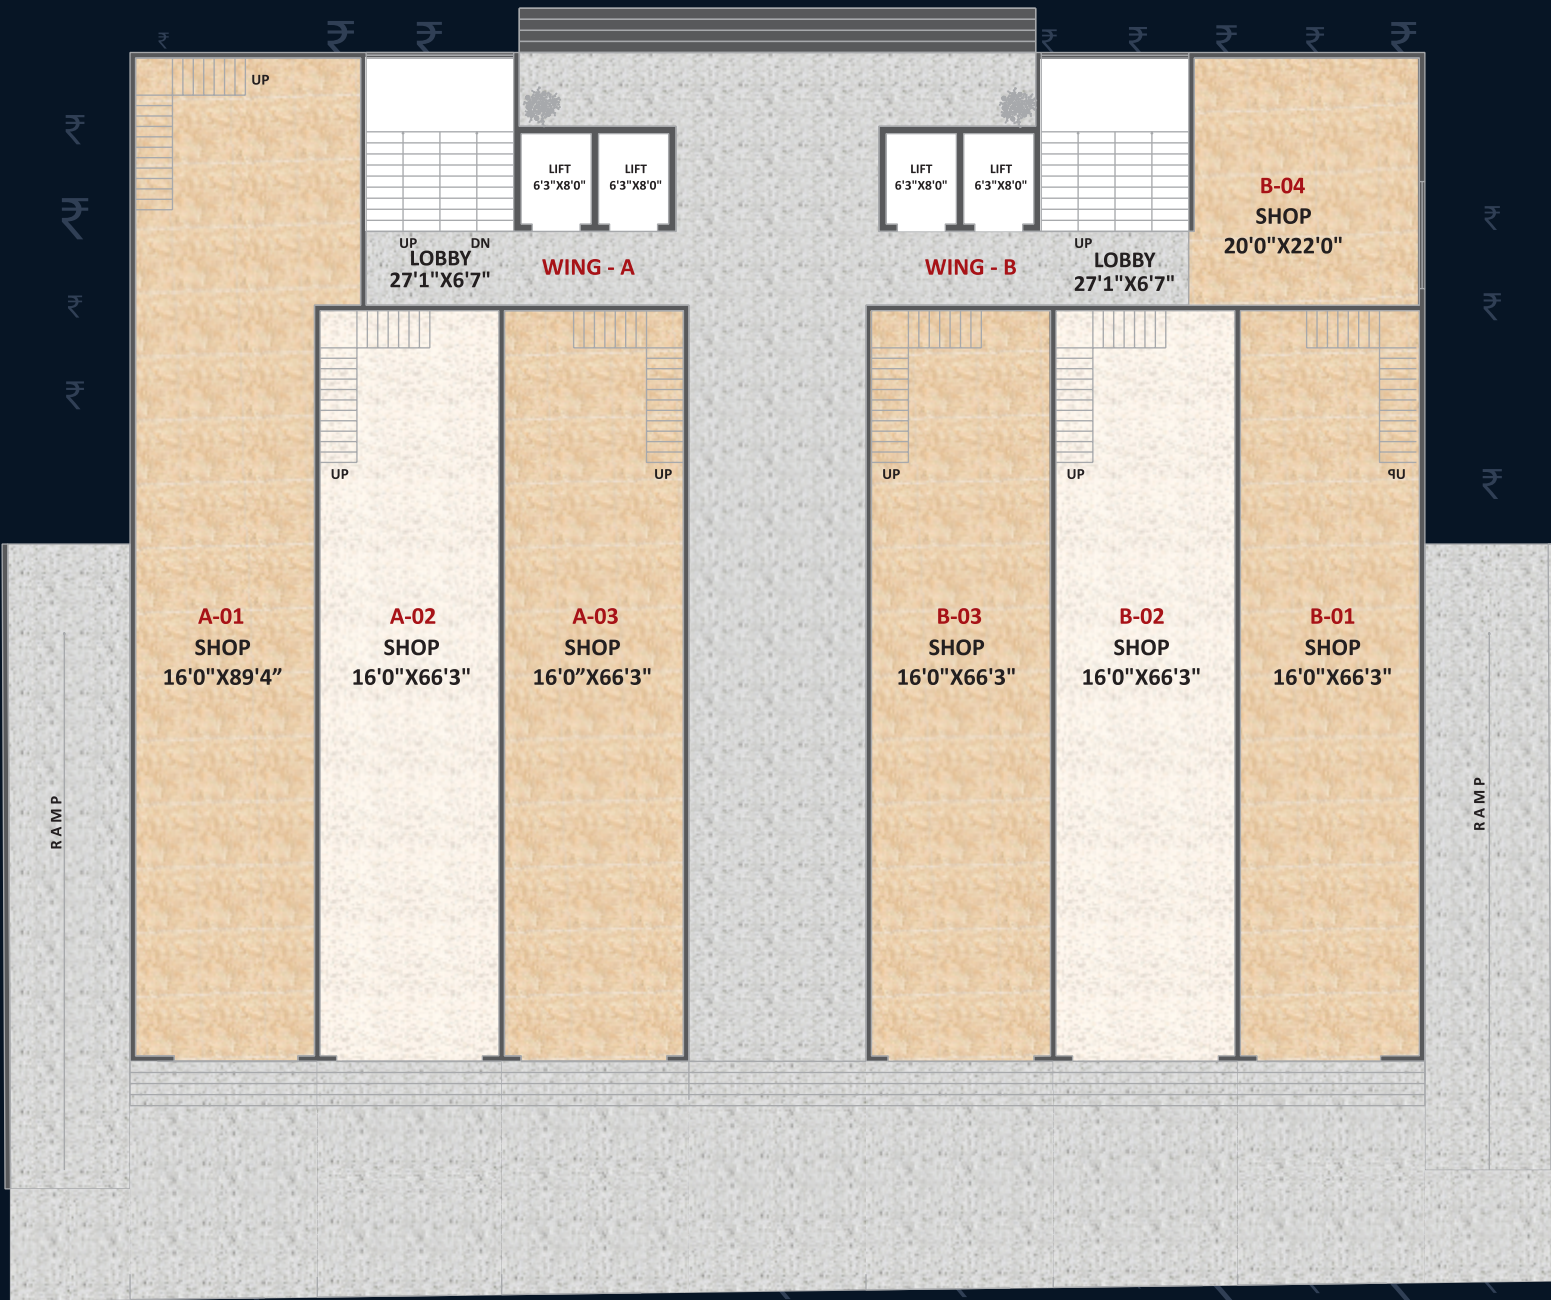 UP
LIFT
6'3"X8'0"
LIFT
6'3"X8'0"
LIFT
6'3"X8'0"
LIFT
6'3"X8'0"
B-04
SHOP
20'0"X22'0"
UP DN
LOBBY
27'1"X6'7"
WING - A
WING - B
UP
LOBBY
27'1"X6'7"
UP
UP
UP
UP
UP
A-01
SHOP
16'0"X89'4”
A-02
SHOP
16'0"X66'3"
A-03
SHOP
16'0”X66'3"
B-03
SHOP
16'0"X66'3"
B-02
SHOP
16'0"X66'3"
B-01
SHOP
16'0"X66'3"
RAMP
RAMP